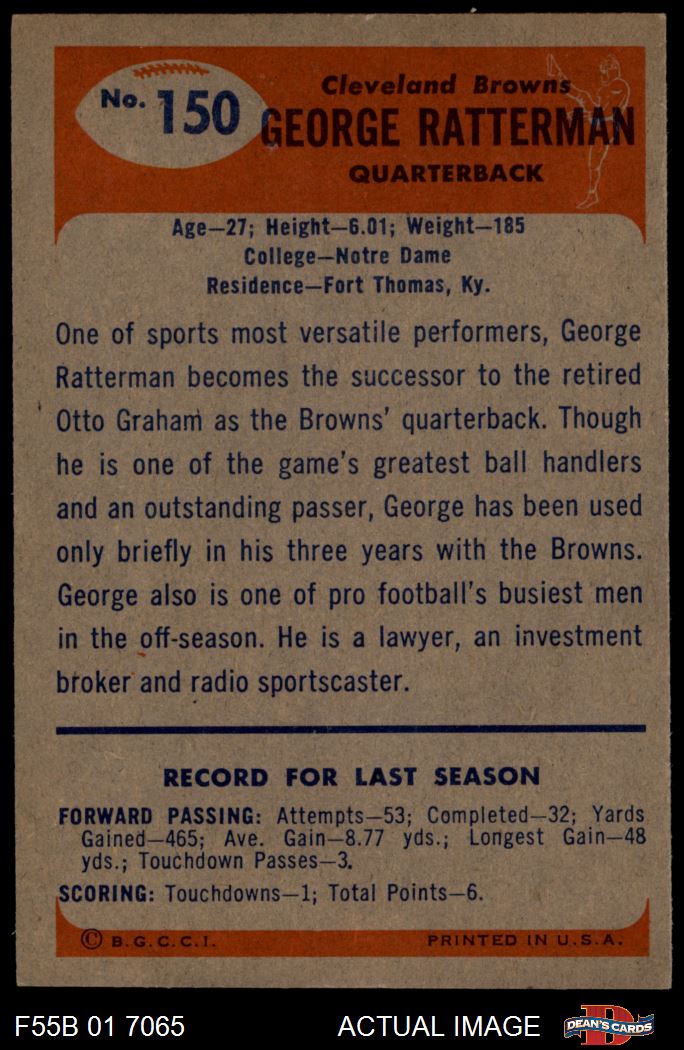 No. 150
Cleveland Browns
GEORGE RATTERMAN
QUARTERBACK
Age—27; Height—6.01; Weight—185
College—Notre Dame
Residence—Fort Thomas, Ky.
One of sports most versatile performers, George
Ratterman becomes the successor to the retired
Otto Graham as the Browns' quarterback. Though
he is one of the game's greatest ball handlers
and an outstanding passer, George has been used
only briefly in his three years with the Browns.
George also is one of pro football's busiest men
in the off-season. He is a lawyer, an investment
broker and radio sportscaster.
RECORD FOR LAST SEASON
FORWARD PASSING: Attempts—53; Completed—32; Yards
Gained—465; Ave. Gain—8.77 yds.; Longest Gain—48
yds.; Touchdown Passes—3.
SCORING: Touchdowns—1; Total Points—6.
© B.G.C.C.I. PRINTED IN U.S.A.
F55B 01 7065 ACTUAL IMAGE D DEAN'S CARDS